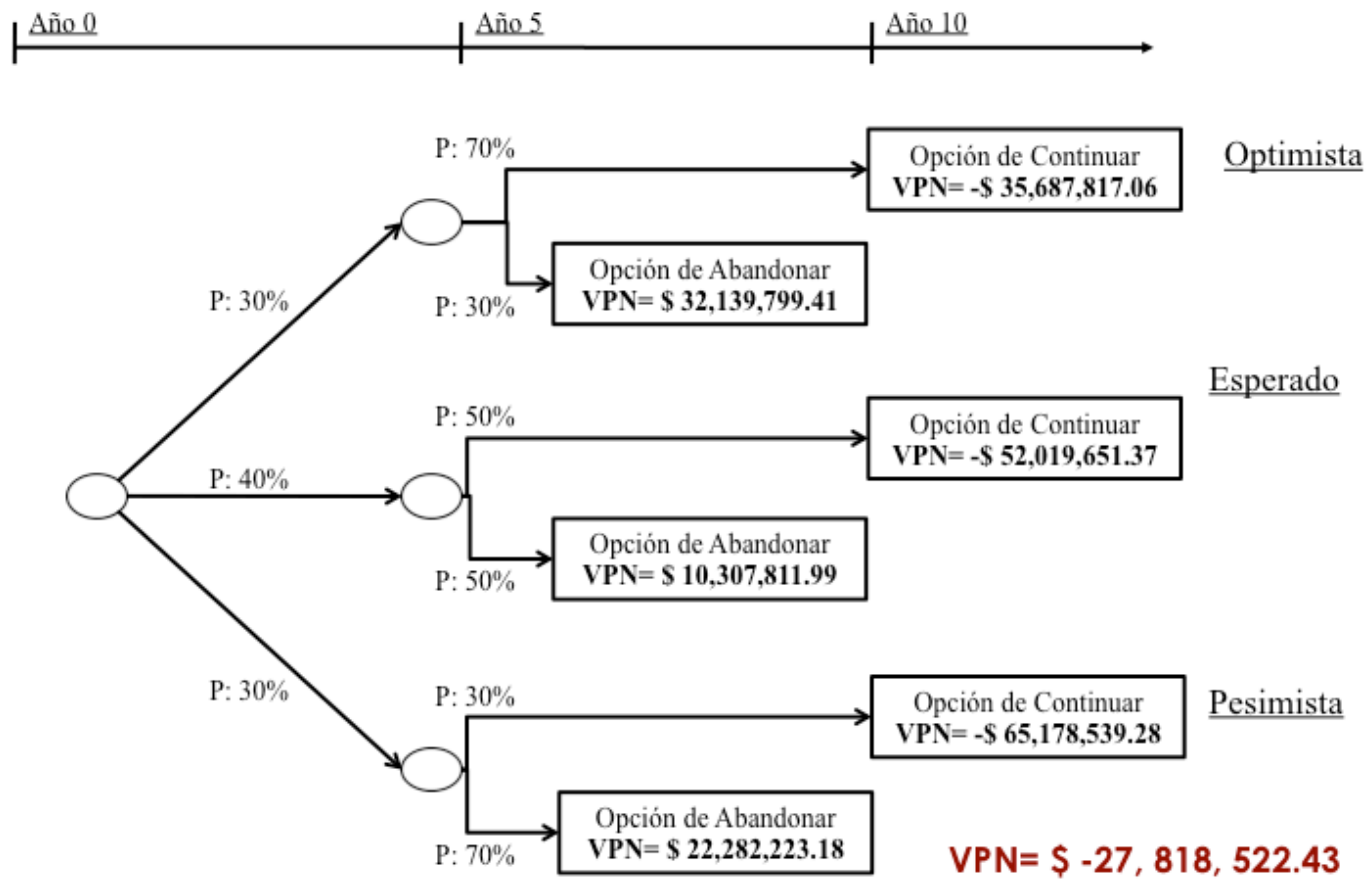 Año 0
Año 5
Año 10
P: 70%
Opción de Continuar
VPN= -$ 35,687,817.06
Optimista
P: 30%
Opción de Abandonar
VPN= $ 32,139,799.41
P: 30%
Esperado
P: 50%
Opción de Continuar
VPN= -$ 52,019,651.37
P: 40%
Opción de Abandonar
VPN= $ 10,307,811.99
P: 50%
P: 30%
P: 30%
Opción de Continuar
VPN= -$ 65,178,539.28
Pesimista
Opción de Abandonar
VPN= $ 22,282,223.18
P: 70%
VPN= $ -27, 818, 522.43